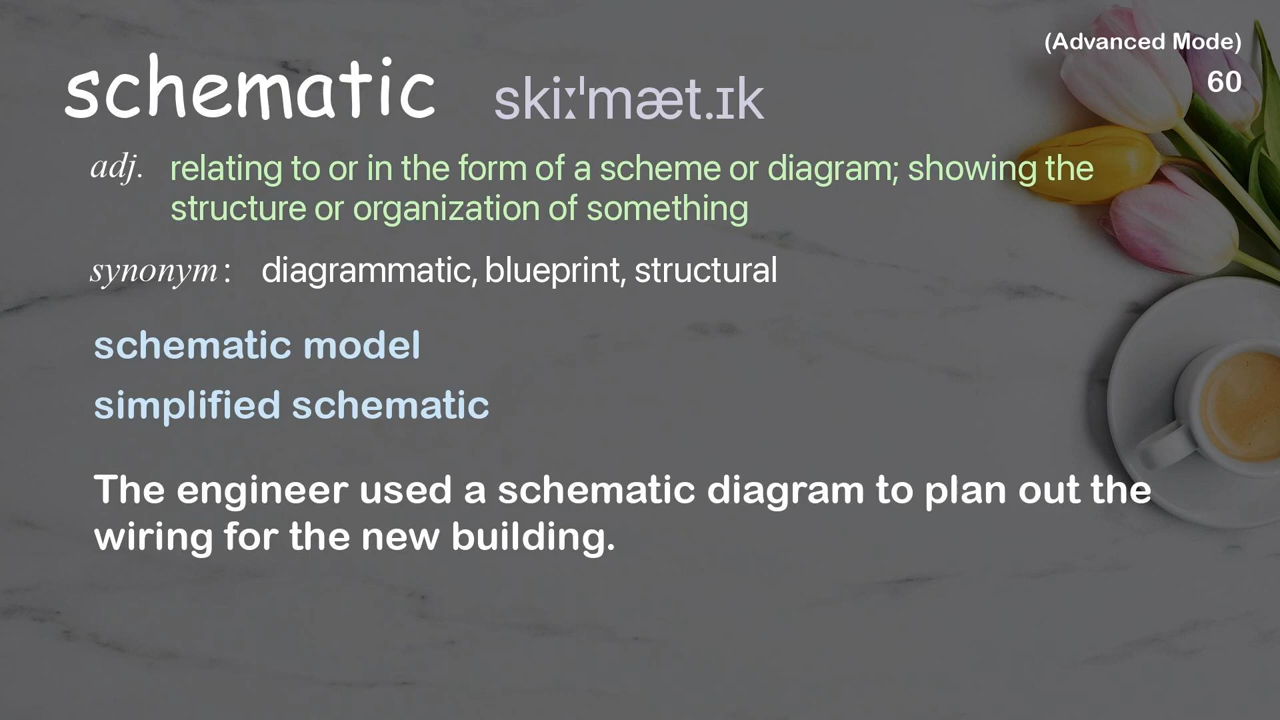 (Advanced Mode)
60
schematic skiːˈmæt.ɪk
adj. relating to or in the form of a scheme or diagram; showing the
structure or organization of something
synonym: diagrammatic, blueprint, structural
schematic model
simplified schematic
The engineer used a schematic diagram to plan out the
wiring for the new building.